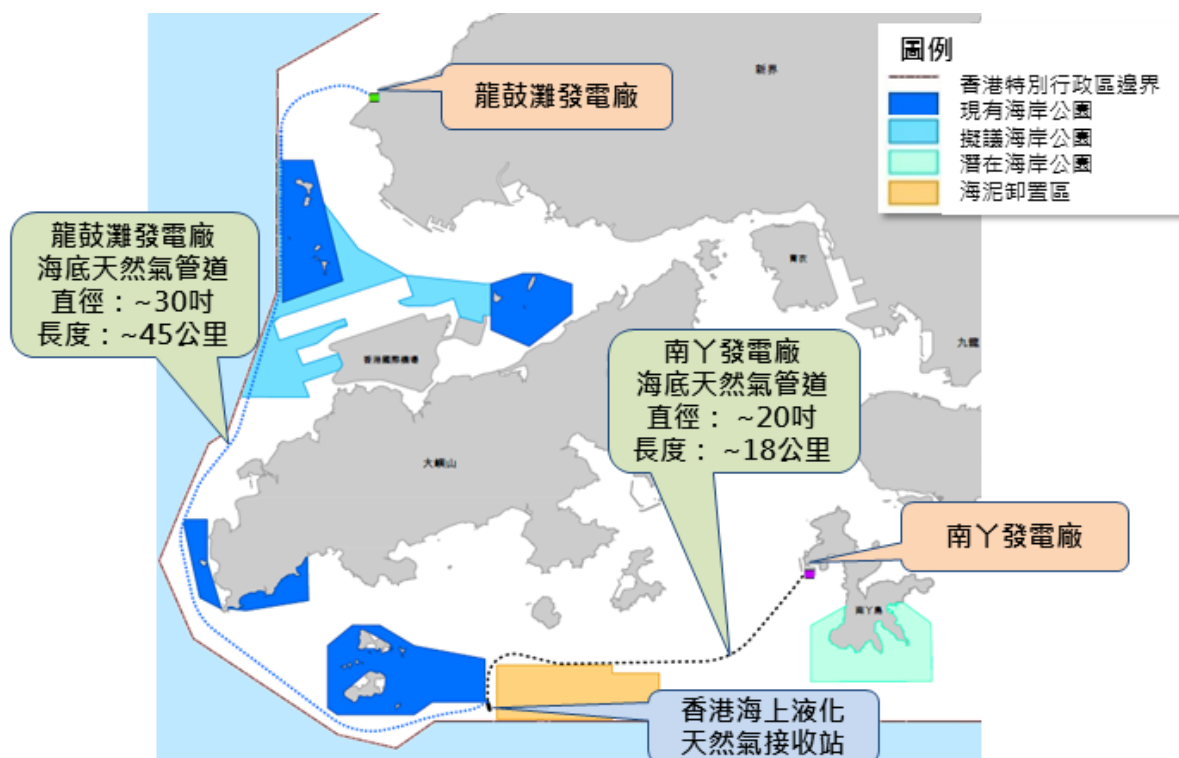 圖例
香港特別行政區邊界
現有海岸公園
擬議海岸公園
潛在海岸公園
海泥卸置區
新界
龍鼓灘發電廠
龍鼓灘發電廠
海底天然氣管道
直徑：~30吋
長度：~45公里
青衣
九龍
香港國際機場
南丫發電廠
海底天然氣管道
直徑： ~20吋
長度： ~18公里
大嶼山
南丫發電廠
南丫島
香港海上液化
天然氣接收站